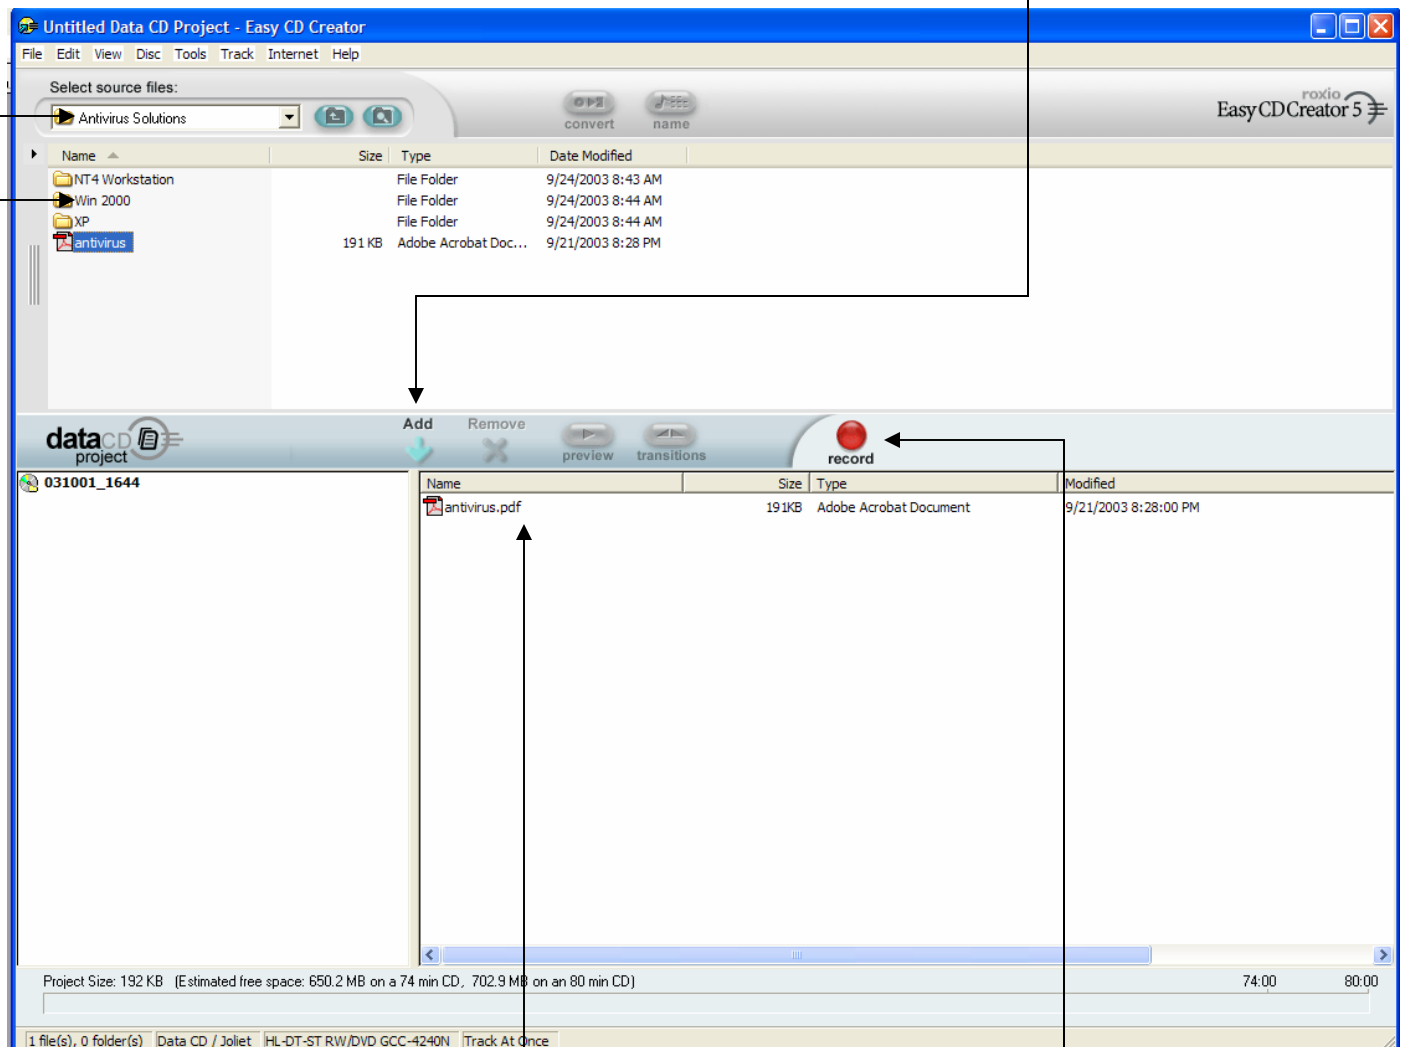 Untitled Data CD Project - Easy CD Creator
File Edit View Disc Tools Track Internet Help
Select source files:
Antivirus Solutions
convert name
roxio
Easy CD Creator 5
Name Size Type Date Modified
NT4 Workstation File Folder 9/24/2003 8:43 AM
Win 2000 File Folder 9/24/2003 8:44 AM
XP File Folder 9/24/2003 8:44 AM
antivirus 191 KB Adobe Acrobat Doc... 9/21/2003 8:28 PM
dataCD project
Add Remove preview transitions record
031001_1644
Name Size Type Modified
antivirus.pdf 191KB Adobe Acrobat Document 9/21/2003 8:28:00 PM
Project Size: 192 KB (Estimated free space: 650.2 MB on a 74 min CD, 702.9 MB on an 80 min CD) 74:00 80:00
1 file(s), 0 folder(s) Data CD / Joliet HL-DT-ST RW/DVD GCC-4240N Track At Once